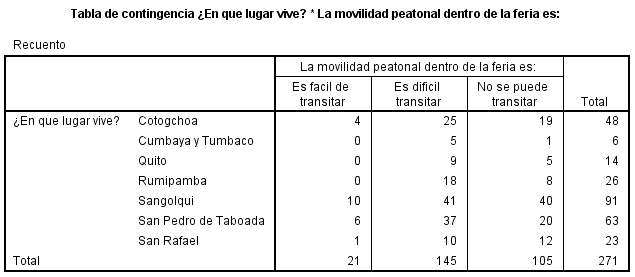 Tabla de contingencia ¿En que lugar vive? * La movilidad peatonal dentro de la feria es:
Recuento
La movilidad peatonal dentro de la feria es:
Es facil de transitar Es dificil transitar No se puede transitar Total
¿En que lugar vive? Cotogchoa 4 25 19 48
Cumbaya y Tumbaco 0 5 1 6
Quito 0 9 5 14
Rumipamba 0 18 8 26
Sangolqui 10 41 40 91
San Pedro de Taboada 6 37 20 63
San Rafael 1 10 12 23
Total 21 145 105 271